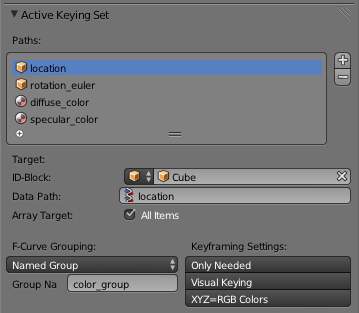 Active Keying Set
Paths:
location
rotation_euler
diffuse_color
specular_color
Target:
ID-Block: Cube
Data Path: location
Array Target: All Items
F-Curve Grouping: Keyframing Settings:
Named Group Only Needed
Group Na color_group Visual Keying
XYZ=RGB Colors